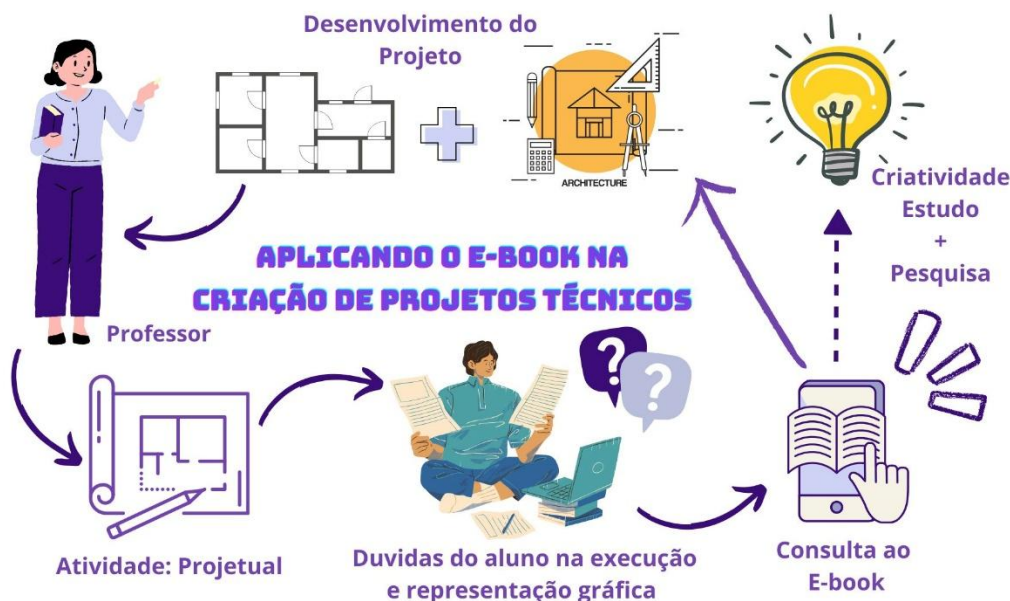 Desenvolvimento do
Projeto
ARCHITECTURE
Criatividade
Estudo
+
Pesquisa
APLICANDO O E-BOOK NA
CRIAÇÃO DE PROJETOS TÉCNICOS
Professor
? ?
Atividade: Projetual
Duvidas do aluno na execução
e representação gráfica
Consulta ao
E-book